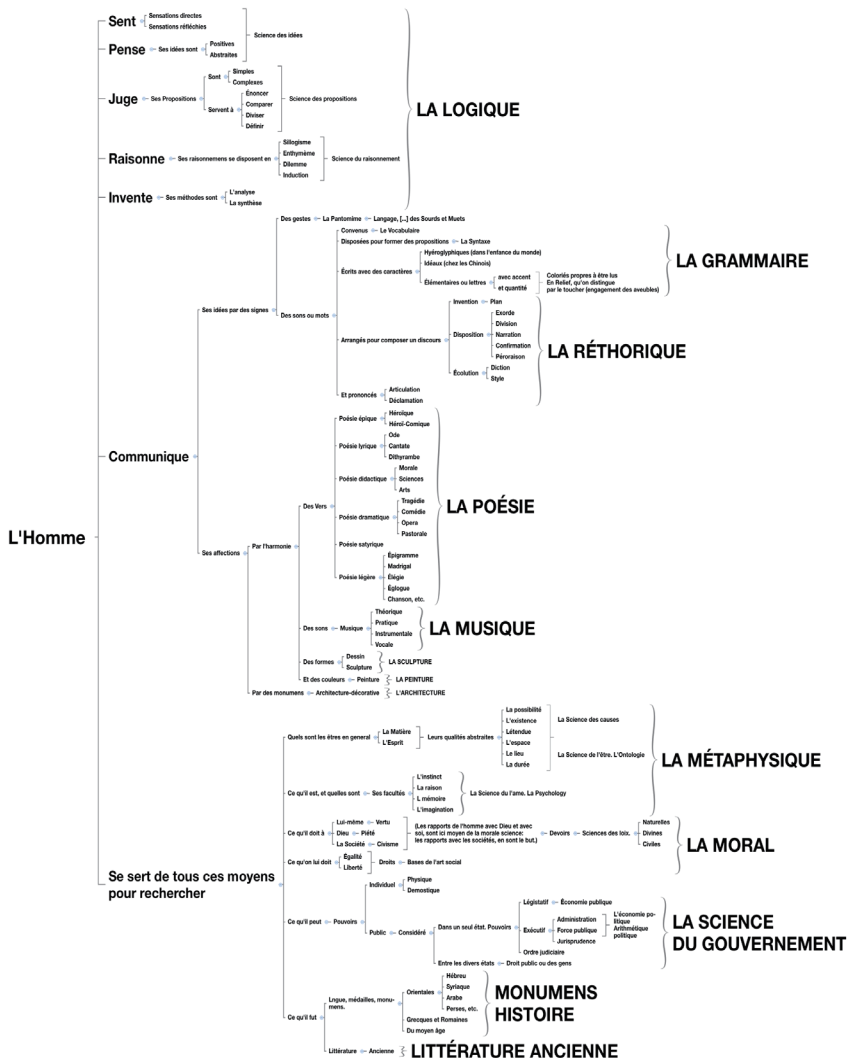 L'Homme
Sent
Sensations directes
Sensations réfléchies
Pense
Ses idées sont
Positives
Abstraites
Science des idées
Juge
Ses Propositions
Sont
Simples
Complexes
Servent à
Énoncer
Comparer
Diviser
Définir
Science des propositions
Raisonne
Ses raisonnemens se disposent en
Sillogisme
Enthymème
Dilemme
Induction
Science du raisonnement
Invente
Ses méthodes sont
L'analyse
La synthèse
LA LOGIQUE
Communique
Ses idées par des signes
Des gestes
La Pantomime
Langage, [...] des Sourds et Muets
Des sons ou mots
Convenus
Le Vocabulaire
Disposées pour former des propositions
La Syntaxe
Écrits avec des caractères
Hyéroglyphiques (dans l'enfance du monde)
Idéaux (chez les Chinois)
Élémentaires ou lettres
avec accent
et quantité
Coloriés propres à être lus
En Relief, qu'on distingue
par le toucher (engagement des aveubles)
LA GRAMMAIRE
Arrangés pour composer un discours
Invention
Plan
Disposition
Exorde
Division
Narration
Confirmation
Péroraison
Écolution
Diction
Style
Et prononcés
Articulation
Déclamation
LA RÉTHORIQUE
Ses affections
Par l'harmonie
Des Vers
Poésie épique
Héroïque
Héroï-Comique
Poésie lyrique
Ode
Cantate
Dithyrambe
Poésie didactique
Morale
Sciences
Arts
Poésie dramatique
Tragédie
Comédie
Opera
Pastorale
Poésie satyrique
Poésie légère
Épigramme
Madrigal
Élégie
Églogue
Chanson, etc.
LA POÉSIE
Des sons
Musique
Théorique
Pratique
Instrumentale
Vocale
LA MUSIQUE
Des formes
Dessin
Sculpture
LA SCULPTURE
Et des couleurs
Peinture
LA PEINTURE
Par des monumens
Architecture-décorative
L'ARCHITECTURE
Se sert de tous ces moyens
pour rechercher
Quels sont les êtres en general
La Matière
L'Esprit
Leurs qualités abstraites
La possibilité
L'existence
Létendue
L'espace
Le lieu
La durée
La Science des causes
La Science de l'être. L'Ontologie
Ce qu'il est, et quelles sont
Ses facultés
L'instinct
La raison
L mémoire
L'imagination
La Science du l'ame. La Psychology
LA MÉTAPHYSIQUE
Ce qu'il doit à
Lui-même
Vertu
Dieu
Piété
La Société
Civisme
(Les rapports de l'homme avec Dieu et avec
soi, sont ici moyen de la morale science:
les rapports avec les sociétés, en sont le but.)
Devoirs
Sciences des loix.
Naturelles
Divines
Civiles
LA MORAL
Ce qu'on lui doit
Égalité
Liberté
Droits
Bases de l'art social
Ce qu'il peut
Pouvoirs
Individuel
Physique
Demostique
Public
Considéré
Dans un seul état. Pouvoirs
Législatif
Économie publique
Exécutif
Administration
Force publique
Jurisprudence
L'économie po-
litique
Arithmétique
politique
Ordre judiciaire
Entre les divers états
Droit public ou des gens
LA SCIENCE
DU GOUVERNEMENT
Ce qu'il fut
Lngue, médailles, monu-
mens.
Orientales
Hébreu
Syriaque
Arabe
Perses, etc.
Grecques et Romaines
Du moyen âge
MONUMENS
HISTOIRE
Littérature
Ancienne
LITTÉRATURE ANCIENNE